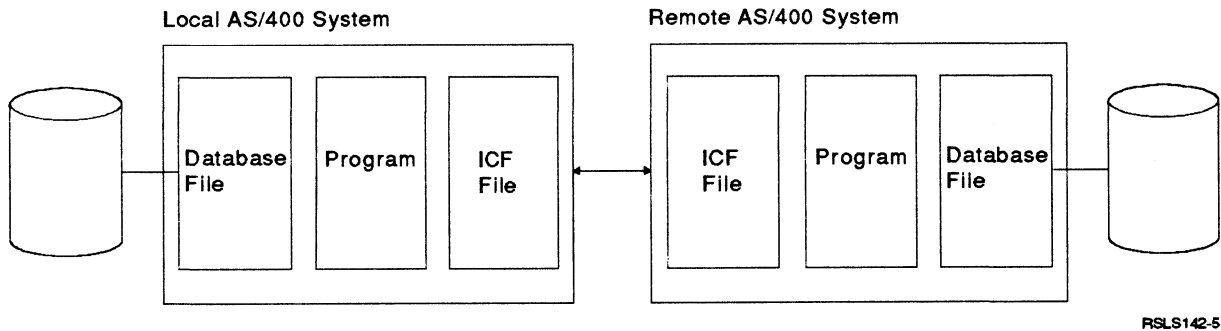 Local AS/400 System
Remote AS/400 System
Database
File
Program
ICF
File
ICF
File
Program
Database
File
RSLS142-5